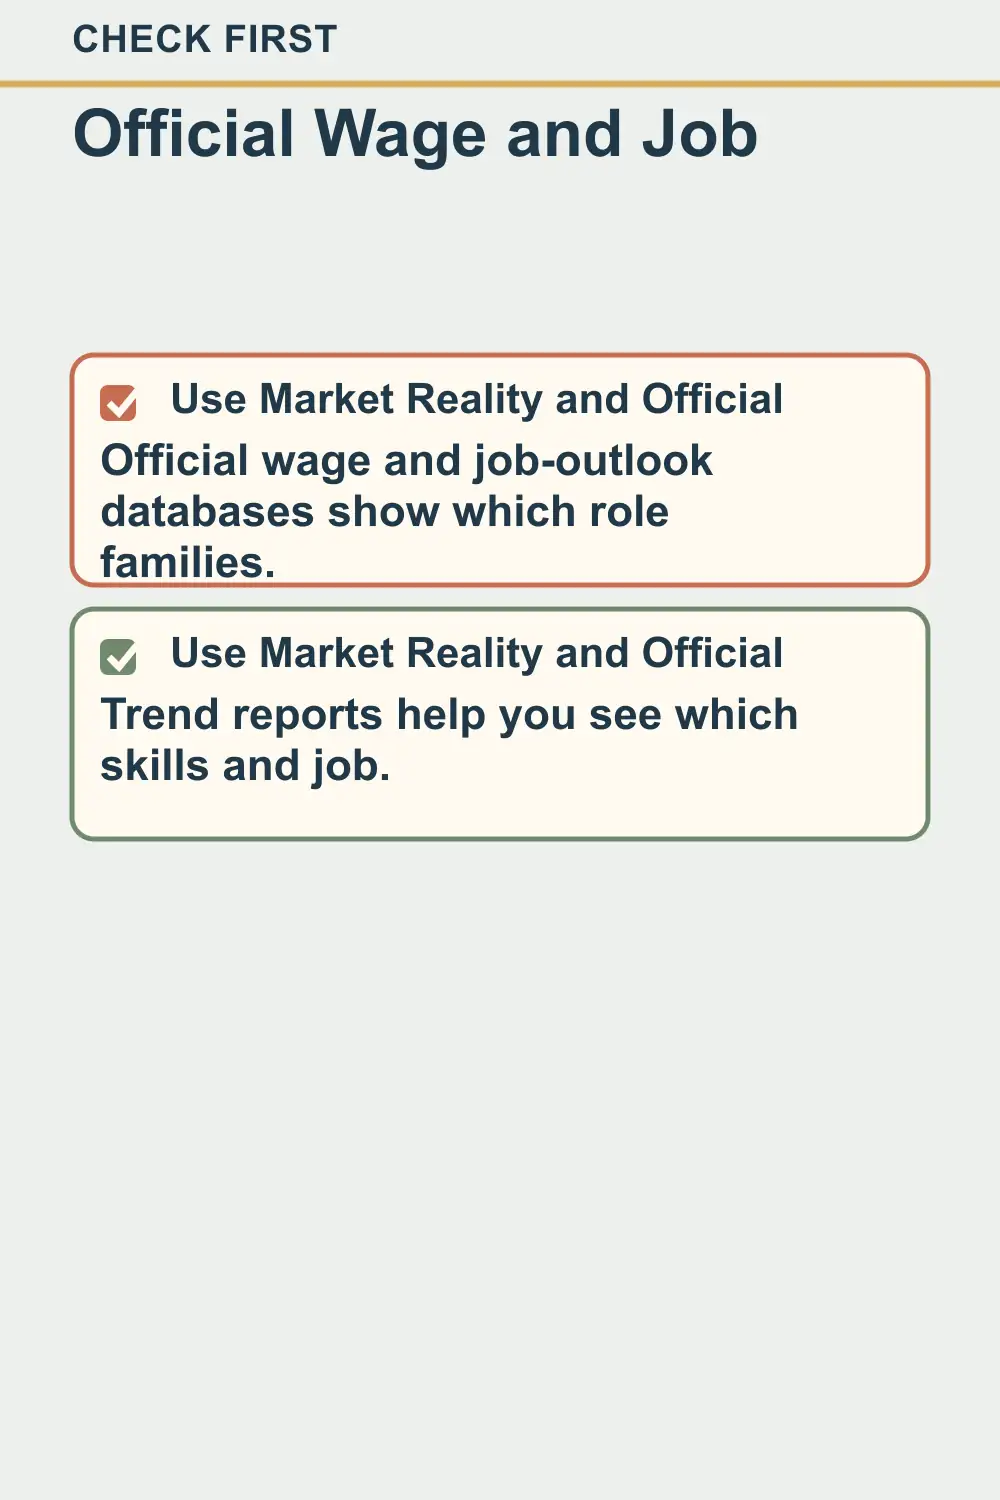 CHECK FIRST
Official Wage and Job
Use Market Reality and Official
Official wage and job-outlook
databases show which role
families.
Use Market Reality and Official
Trend reports help you see which
skills and job.